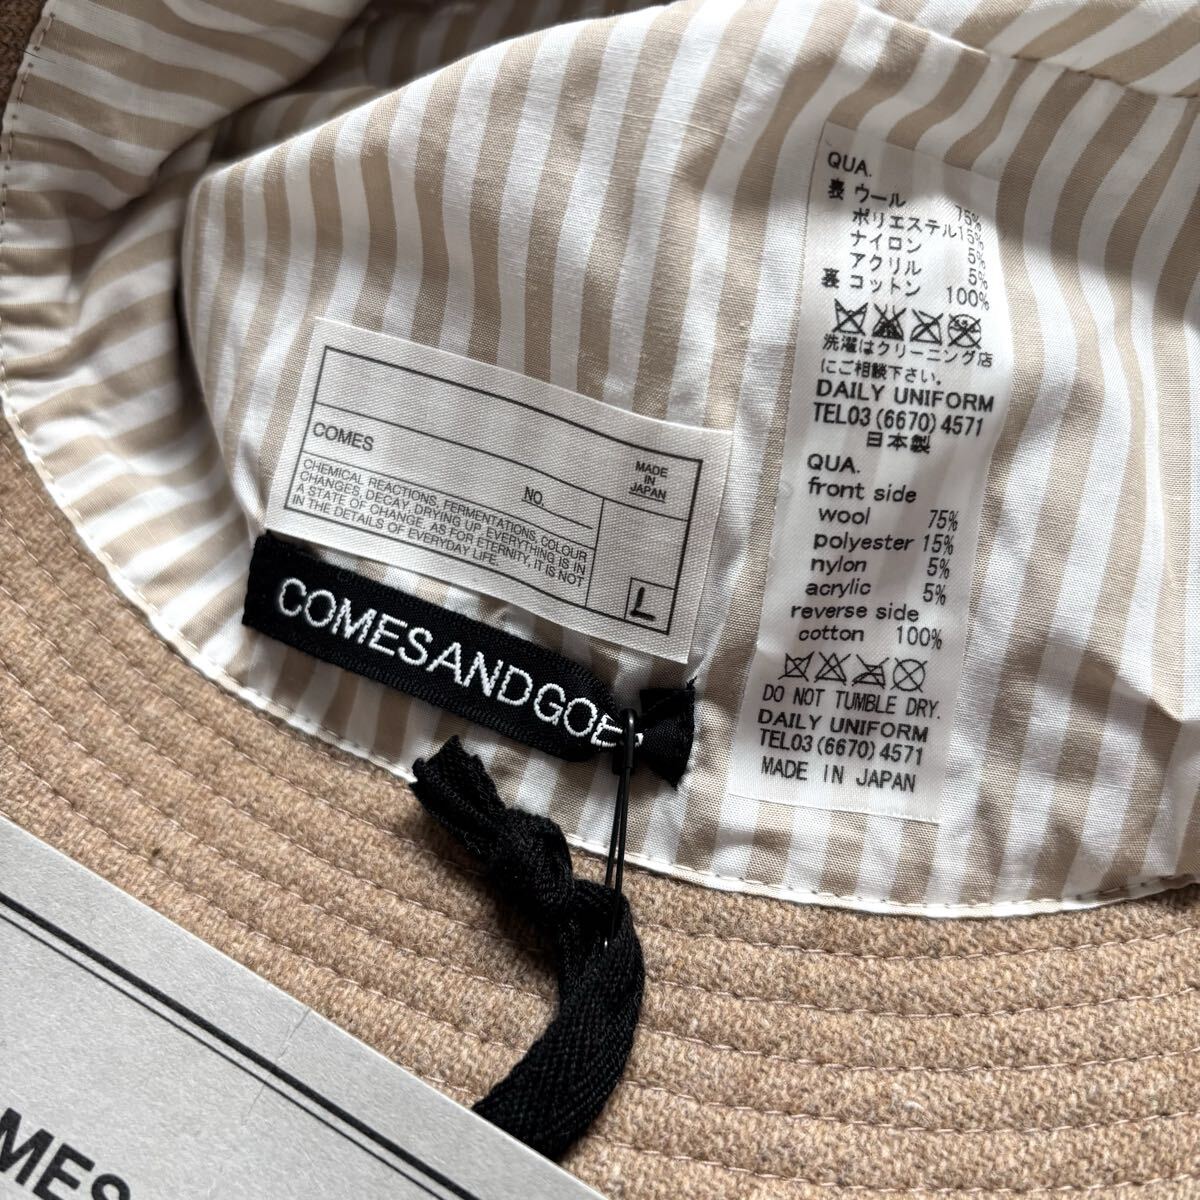 COMES
NO.
MADE
IN
JAPAN
CHEMICAL REACTIONS, FERMENTATIONS, COLOUR
CHANGES, DECAY, DRYING UP, EVERYTHING IS IN
A STATE OF CHANGE, AS FOR ETERNITY, IT IS NOT
IN THE DETAILS OF EVERYDAY LIFE.
L
COMESANDGOES
QUA.
表 ウール 75%
ポリエステル15%
ナイロン 5%
アクリル 5%
裏 コットン 100%
洗濯はクリーニング店
にご相談下さい。
DAILY UNIFORM
TEL03(6670)4571
日本製
QUA.
front side
wool 75%
polyester 15%
nylon 5%
acrylic 5%
reverse side
cotton 100%
DO NOT TUMBLE DRY.
DAILY UNIFORM
TEL03(6670)4571
MADE IN JAPAN
MES